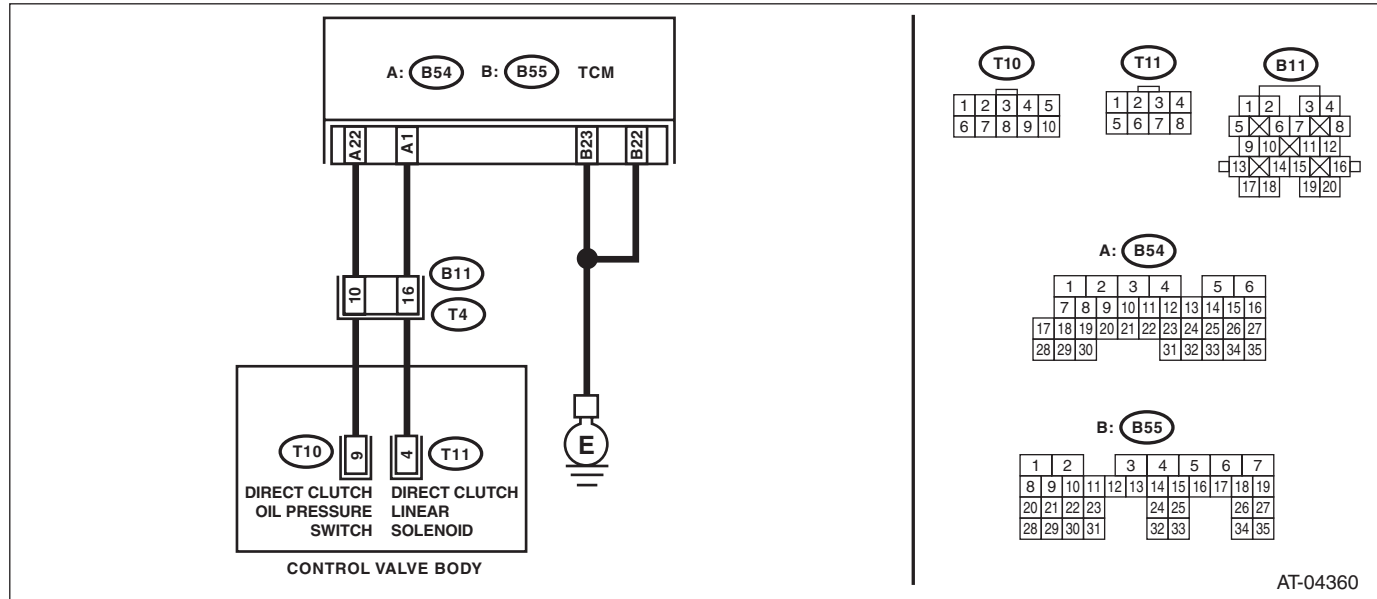 A: B54 B: B55 TCM
A22 A1 B23 B22
10 16 B11
T4
T10 9 4 T11
E
DIRECT CLUTCH OIL PRESSURE SWITCH
DIRECT CLUTCH LINEAR SOLENOID
CONTROL VALVE BODY
T10
1 2 3 4 5
6 7 8 9 10
T11
1 2 3 4
5 6 7 8
B11
1 2 3 4
5 6 7 8
9 10 11 12
13 14 15 16
17 18 19 20
A: B54
1 2 3 4 5 6
7 8 9 10 11 12 13 14 15 16
17 18 19 20 21 22 23 24 25 26 27
28 29 30 31 32 33 34 35
B: B55
1 2 3 4 5 6 7
8 9 10 11 12 13 14 15 16 17 18 19
20 21 22 23 24 25 26 27
28 29 30 31 32 33 34 35
AT-04360